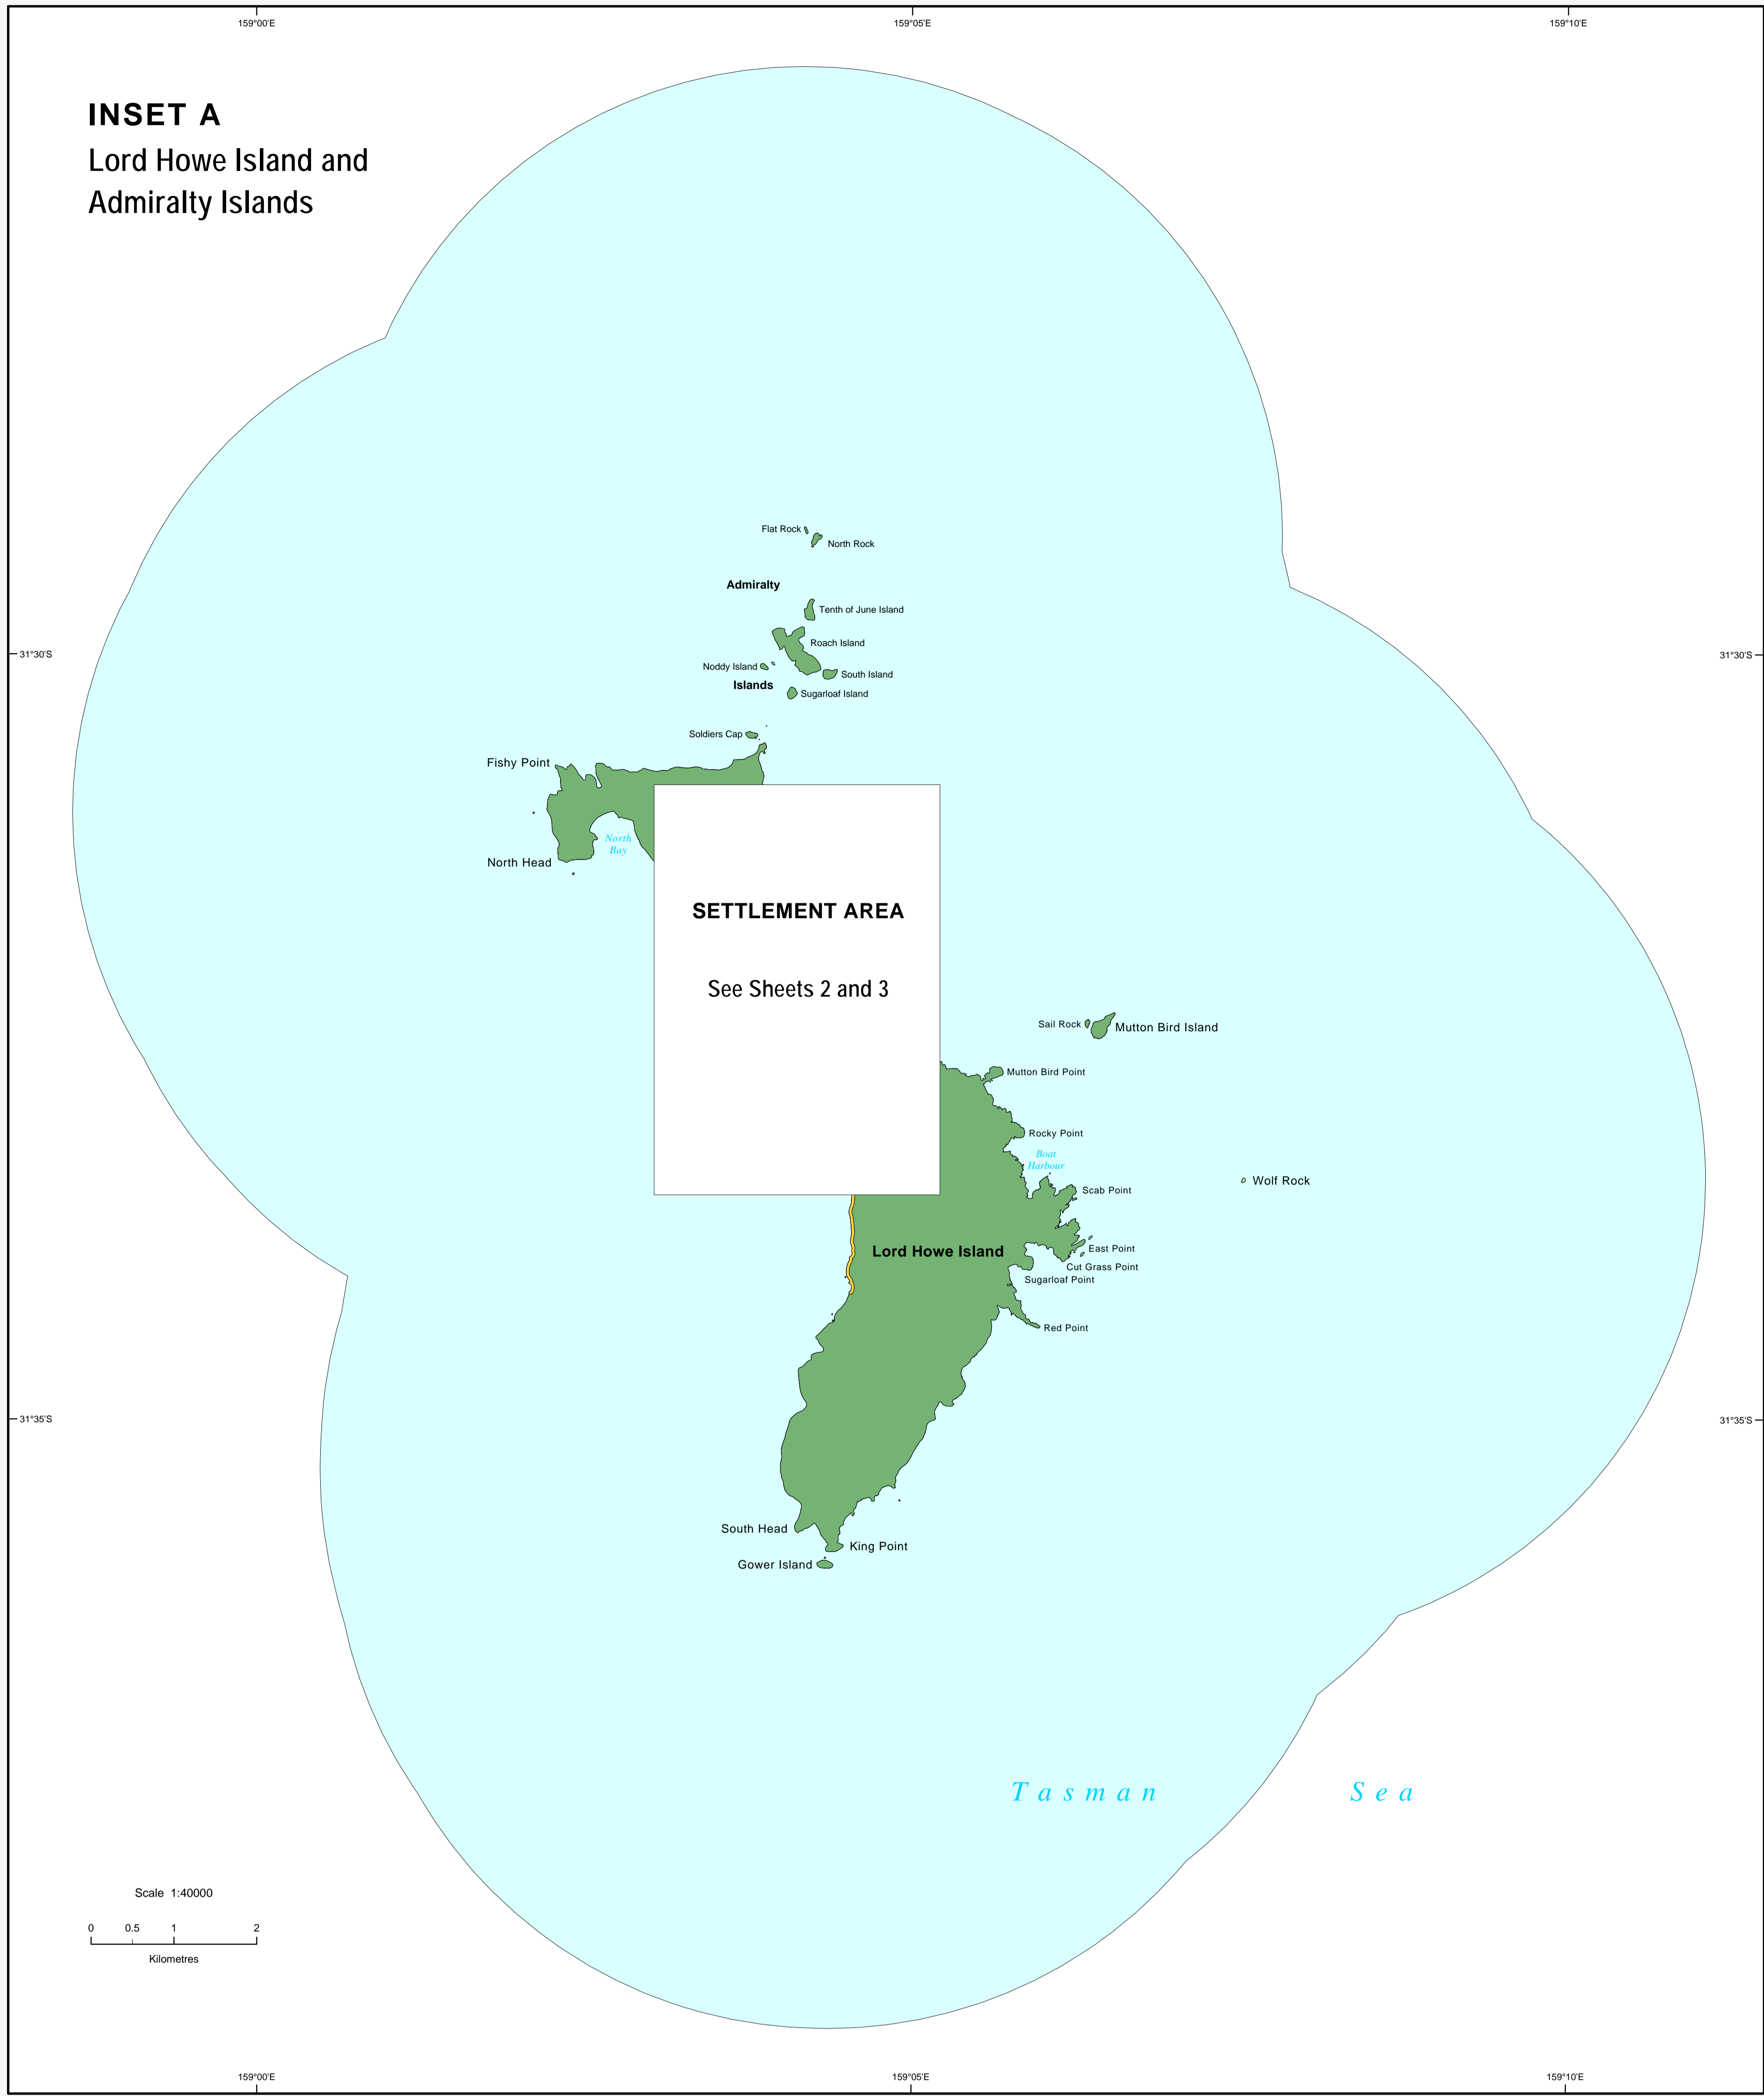 159°00'E
159°05'E
159°10'E
INSET A
Lord Howe Island and
Admiralty Islands
Flat Rock
North Rock
Admiralty
Tenth of June Island
Roach Island
31°30'S
31°30'S
Noddy Island
South Island
Islands
Sugarloaf Island
Soldiers Cap
Fishy Point
North
Bay
North Head
SETTLEMENT AREA
See Sheets 2 and 3
Sail Rock
Mutton Bird Island
Mutton Bird Point
Rocky Point
Boat
Harbour
Wolf Rock
Scab Point
East Point
Lord Howe Island
Cut Grass Point
Sugarloaf Point
Red Point
31°35'S
31°35'S
South Head
King Point
Gower Island
Tasman Sea
Scale 1:40000
0 0.5 1 2
Kilometres
159°00'E
159°05'E
159°10'E